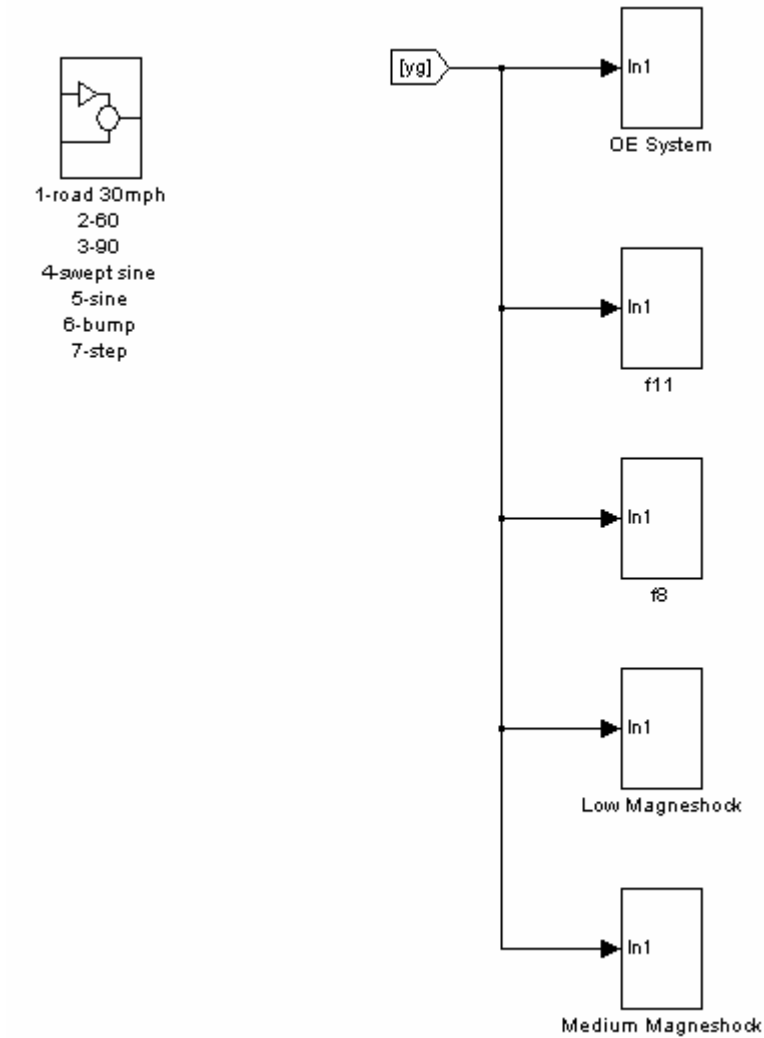 [yg]
In1
OE System
1-road 30mph
2-60
3-90
4-swept sine
5-sine
6-bump
7-step
In1
f11
In1
f8
In1
Low Magneshock
In1
Medium Magneshock